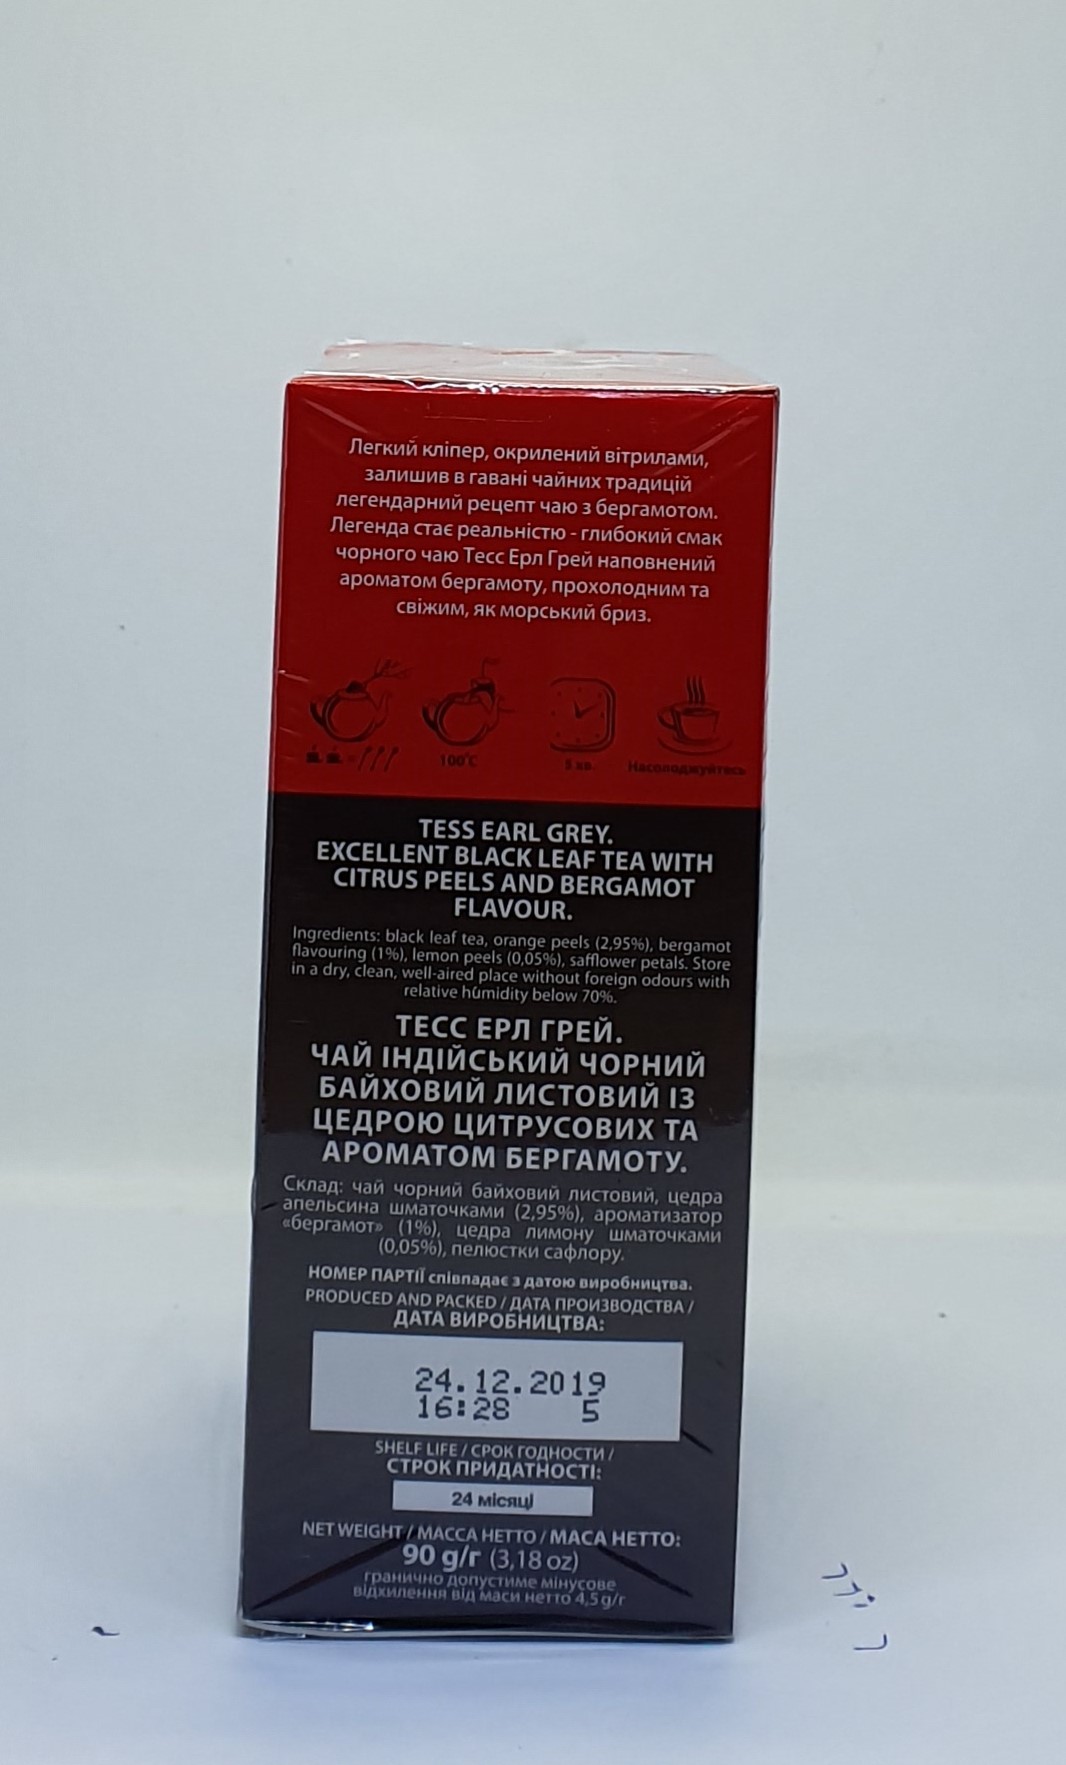 Легкий кліпер, окрилений вітрилами,
залишив в гавані чайних традицій
легендарний рецепт чаю з бергамотом.
Легенда стає реальністю - глибокий смак
чорного чаю Тесс Ерл Грей наповнений
ароматом бергамоту, прохолодним та
свіжим, як морський бриз.
100°C 5 хв Насолоджуйтесь
TESS EARL GREY.
EXCELLENT BLACK LEAF TEA WITH
CITRUS PEELS AND BERGAMOT
FLAVOUR.
Ingredients: black leaf tea, orange peels (2,95%), bergamot
flavouring (1%), lemon peels (0,05%), safflower petals. Store
in a dry, clean, well-aired place without foreign odours with
relative humidity below 70%.
ТЕСС ЕРЛ ГРЕЙ.
ЧАЙ ІНДІЙСЬКИЙ ЧОРНИЙ
БАЙХОВИЙ ЛИСТОВИЙ ІЗ
ЦЕДРОЮ ЦИТРУСОВИХ ТА
АРОМАТОМ БЕРГАМОТУ.
Склад: чай чорний байховий листовий, цедра
апельсина шматочками (2,95%), ароматизатор
«бергамот» (1%), цедра лимону шматочками
(0,05%), пелюстки сафлору.
НОМЕР ПАРТІЇ співпадає з датою виробництва.
PRODUCED AND PACKED / ДАТА ПРОИЗВОДСТВА /
ДАТА ВИРОБНИЦТВА:
24.12.2019
16:28 5
SHELF LIFE / СРОК ГОДНОСТИ /
СТРОК ПРИДАТНОСТІ:
24 місяці
NET WEIGHT / МАССА НЕТТО / МАСА НЕТТО:
90 g/г (3,18 oz)
гранично допустиме мінусове
відхилення від маси нетто 4,5 g/г